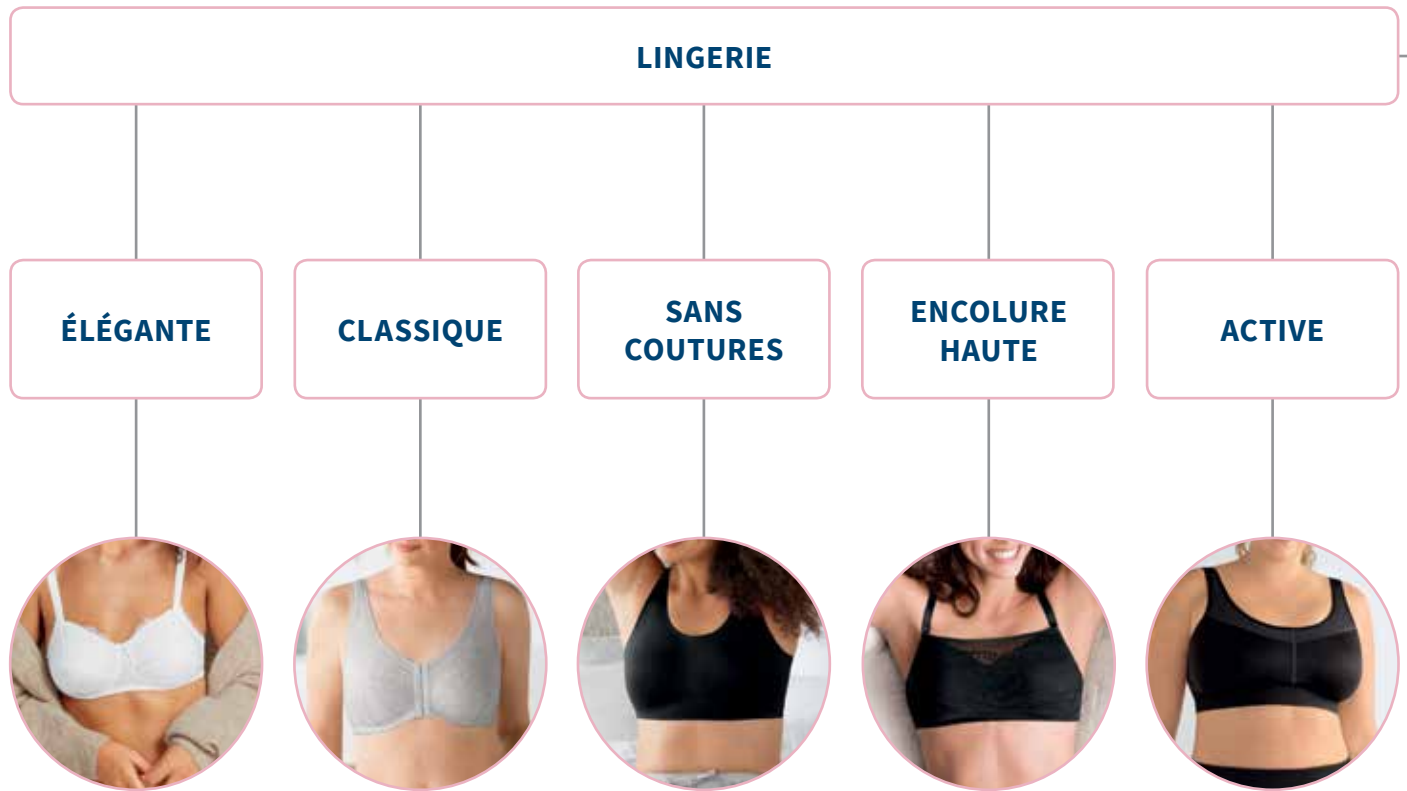 LINGERIE
ÉLÉGANTE
CLASSIQUE
SANS
COUTURES
ENCOLURE
HAUTE
ACTIVE